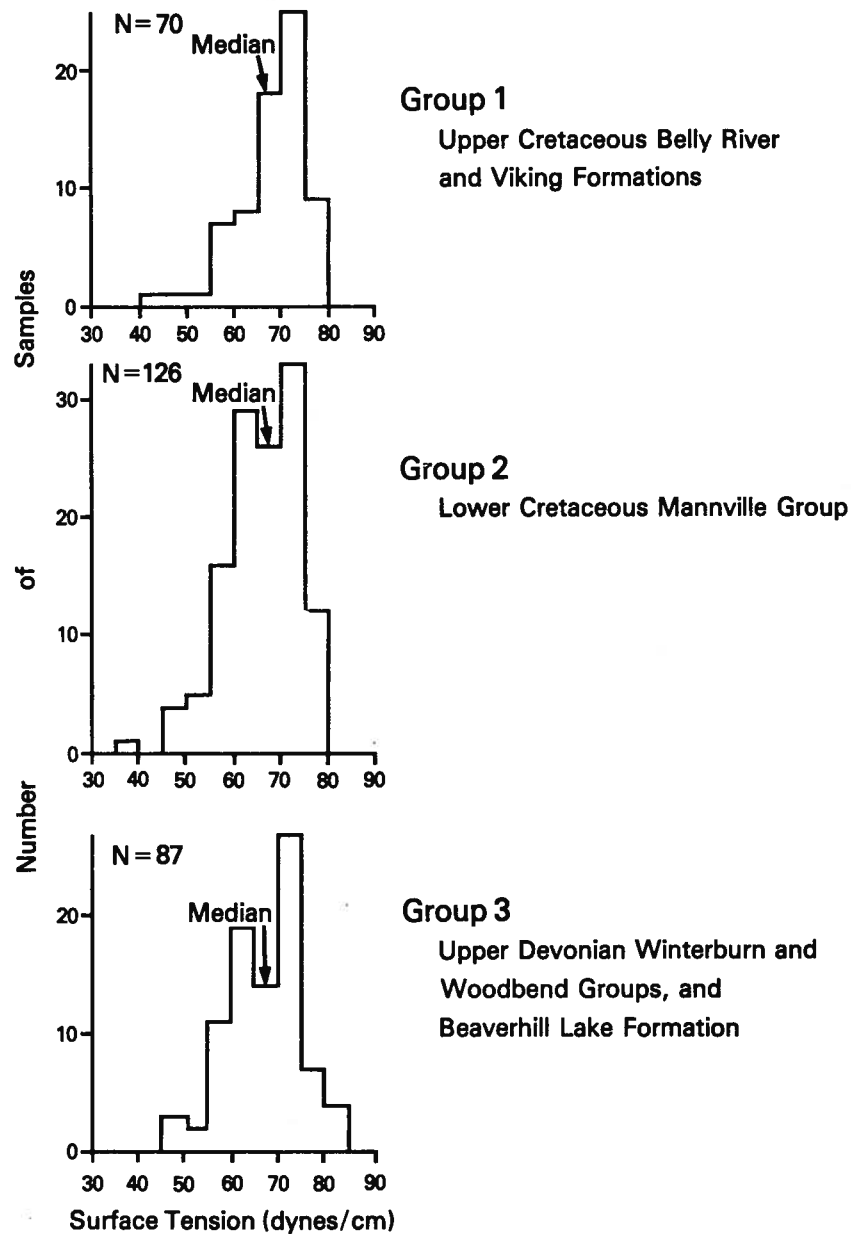 N=70
Median
20
10
0
30 40 50 60 70 80 90
Group 1
Upper Cretaceous Belly River
and Viking Formations
N=126
Median
30
20
10
0
30 40 50 60 70 80 90
Group 2
Lower Cretaceous Mannville Group
N=87
Median
20
10
0
30 40 50 60 70 80 90
Group 3
Upper Devonian Winterburn and
Woodbend Groups, and
Beaverhill Lake Formation
Number of Samples
Surface Tension (dynes/cm)